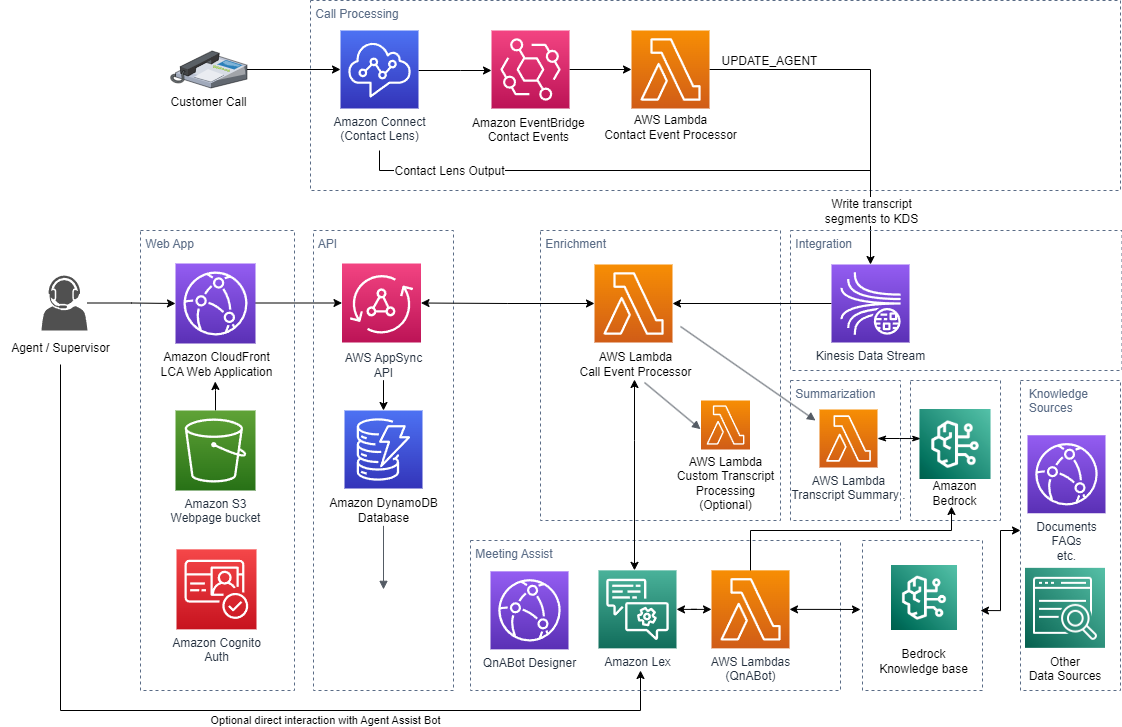 Call Processing
UPDATE_AGENT
Customer Call
Amazon Connect
(Contact Lens)
Amazon EventBridge
Contact Events
AWS Lambda
Contact Event Processor
Contact Lens Output
Write transcript
segments to KDS
Web App
API
Enrichment
Integration
Agent / Supervisor
Amazon CloudFront
LCA Web Application
AWS AppSync
API
AWS Lambda
Call Event Processor
Kinesis Data Stream
Summarization
Knowledge
Sources
Amazon S3
Webpage bucket
Amazon DynamoDB
Database
AWS Lambda
Custom Transcript
Processing
(Optional)
AWS Lambda
Transcript Summary
Amazon
Bedrock
Documents
FAQs
etc.
Meeting Assist
Amazon Cognito
Auth
QnABot Designer
Amazon Lex
AWS Lambdas
(QnABot)
Bedrock
Knowledge base
Other
Data Sources
Optional direct interaction with Agent Assist Bot